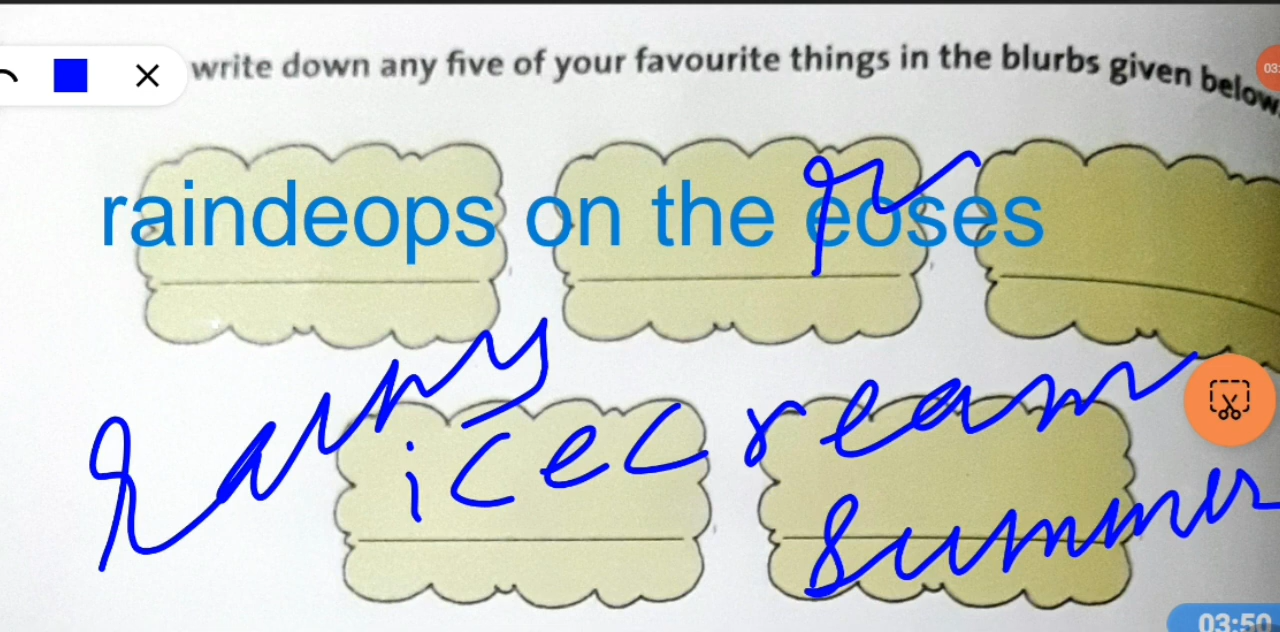 write down any five of your favourite things in the blurbs given below.
03:
raindeops on the eoses
r
rainy
icecream
summer
03:50